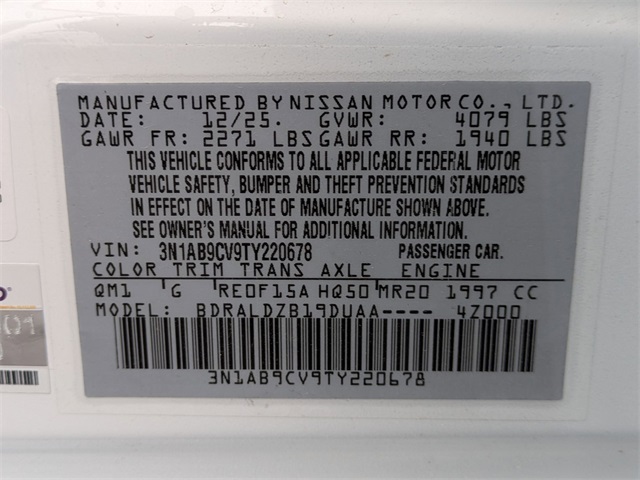 MANUFACTURED BY NISSAN MOTOR CO., LTD.
DATE: 12/25. GVWR: 4079 LBS
GAWR FR: 2271 LBS GAWR RR: 1940 LBS
THIS VEHICLE CONFORMS TO ALL APPLICABLE FEDERAL MOTOR
VEHICLE SAFETY, BUMPER AND THEFT PREVENTION STANDARDS
IN EFFECT ON THE DATE OF MANUFACTURE SHOWN ABOVE.
SEE OWNER'S MANUAL FOR ADDITIONAL INFORMATION.
VIN: 3N1AB9CV9TY220678 PASSENGER CAR.
COLOR TRIM TRANS AXLE ENGINE
QM1 G RE0F15A HQ50 MR20 1997 CC
MODEL: BDRALDZB19DUAA---- 4Z000
3N1AB9CV9TY220678